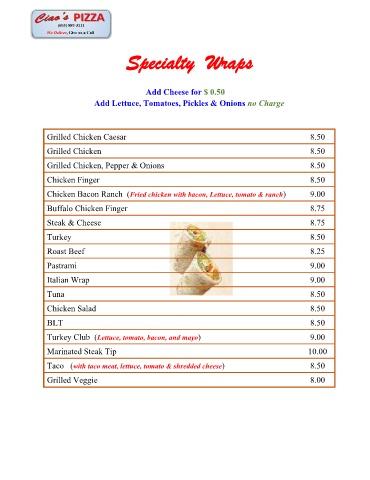 Ciao's PIZZA
We Deliver, Give us a Call
Specialty Wraps
Add Cheese for $ 0.50
Add Lettuce, Tomatoes, Pickles & Onions no Charge
Grilled Chicken Caesar 8.50
Grilled Chicken 8.50
Grilled Chicken, Pepper & Onions 8.50
Chicken Finger 8.50
Chicken Bacon Ranch (Fried chicken with bacon, Lettuce, tomato & ranch) 9.00
Buffalo Chicken Finger 8.75
Steak & Cheese 8.75
Turkey 8.50
Roast Beef 8.25
Pastrami 9.00
Italian Wrap 9.00
Tuna 8.50
Chicken Salad 8.50
BLT 8.50
Turkey Club (Lettuce, tomato, bacon, and mayo) 9.00
Marinated Steak Tip 10.00
Taco (with taco meat, lettuce, tomato & shredded cheese) 8.50
Grilled Veggie 8.00